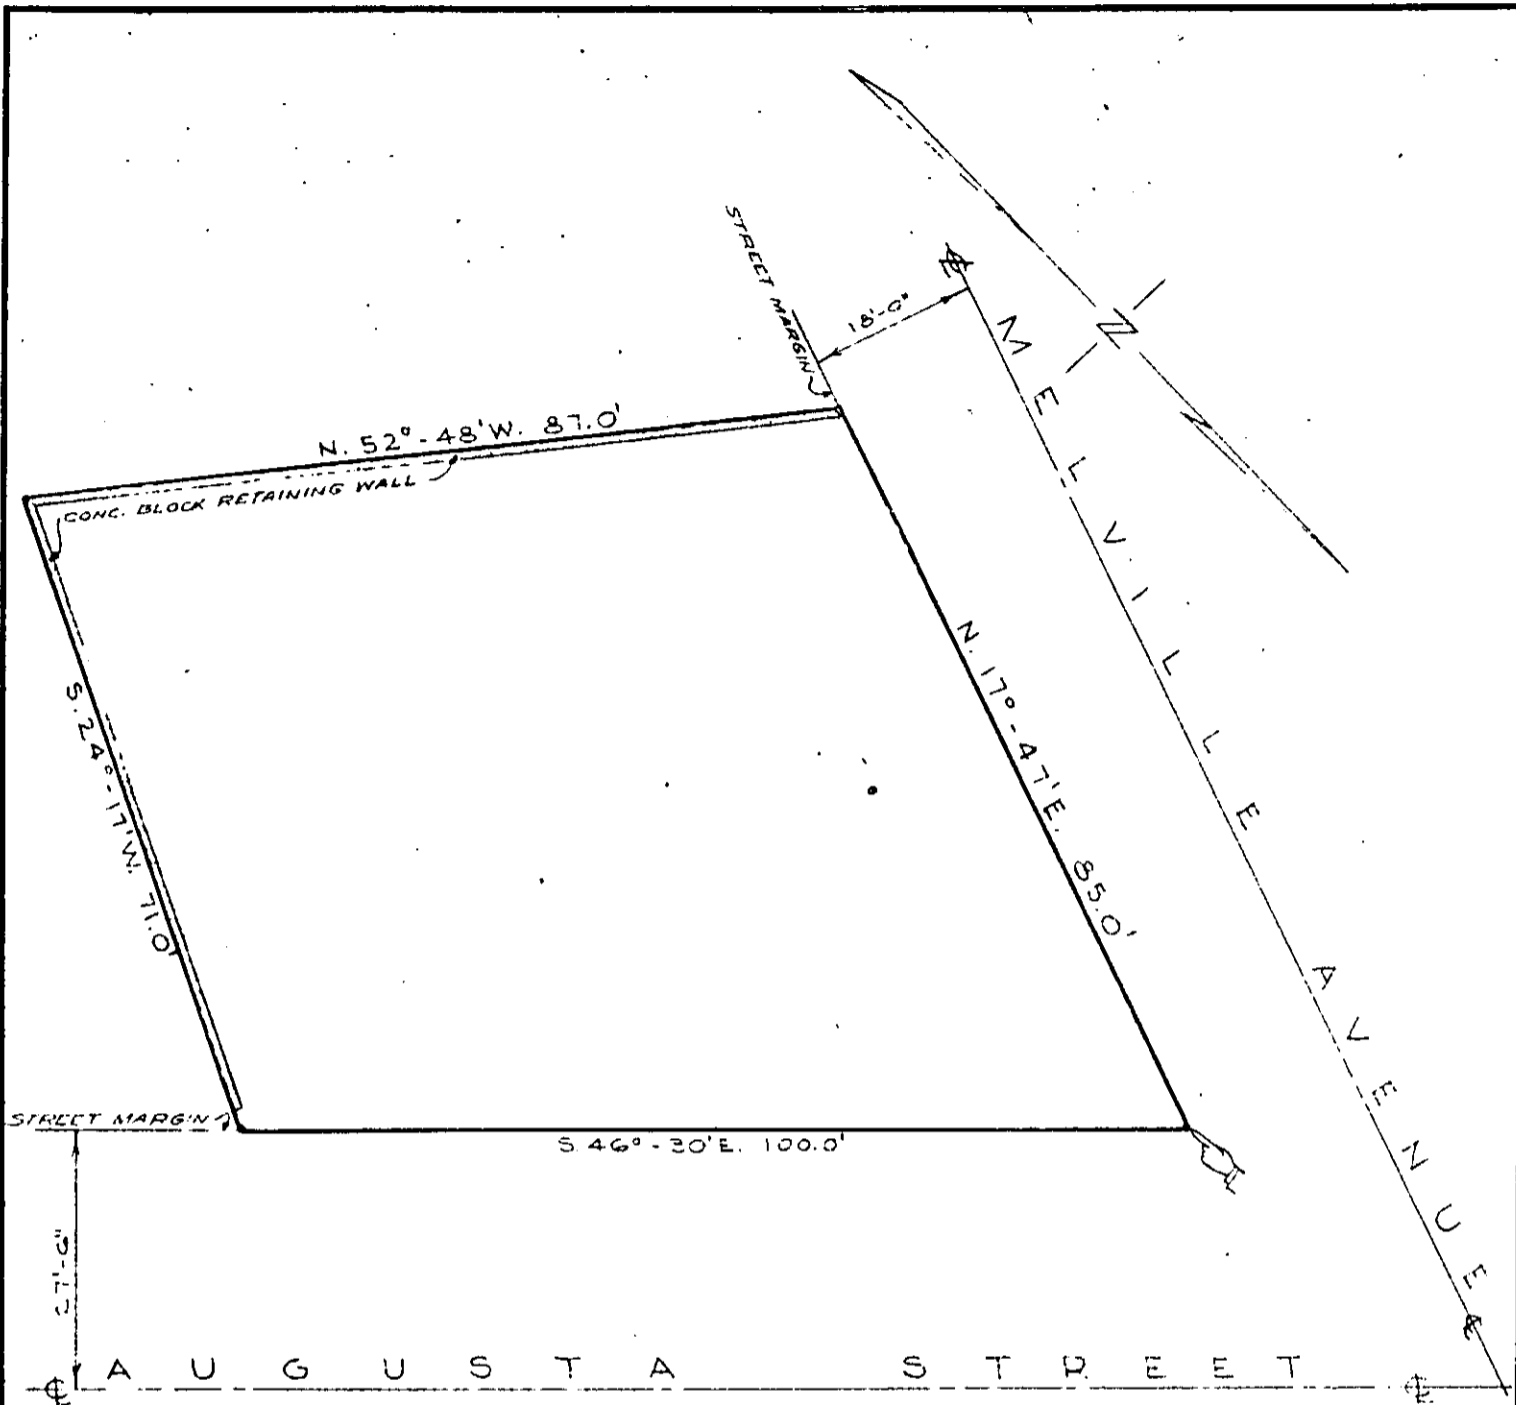 STREET MARGIN
18'-0"
N
MELVILLE AVENUE
N. 52°-48'W. 87.0'
CONC. BLOCK RETAINING WALL
N. 17°-47'E. 85.0'
S. 24°-17'W. 71.0'
STREET MARGIN
S. 46°-30'E. 100.0'
27'-6"
AUGUSTA STREET